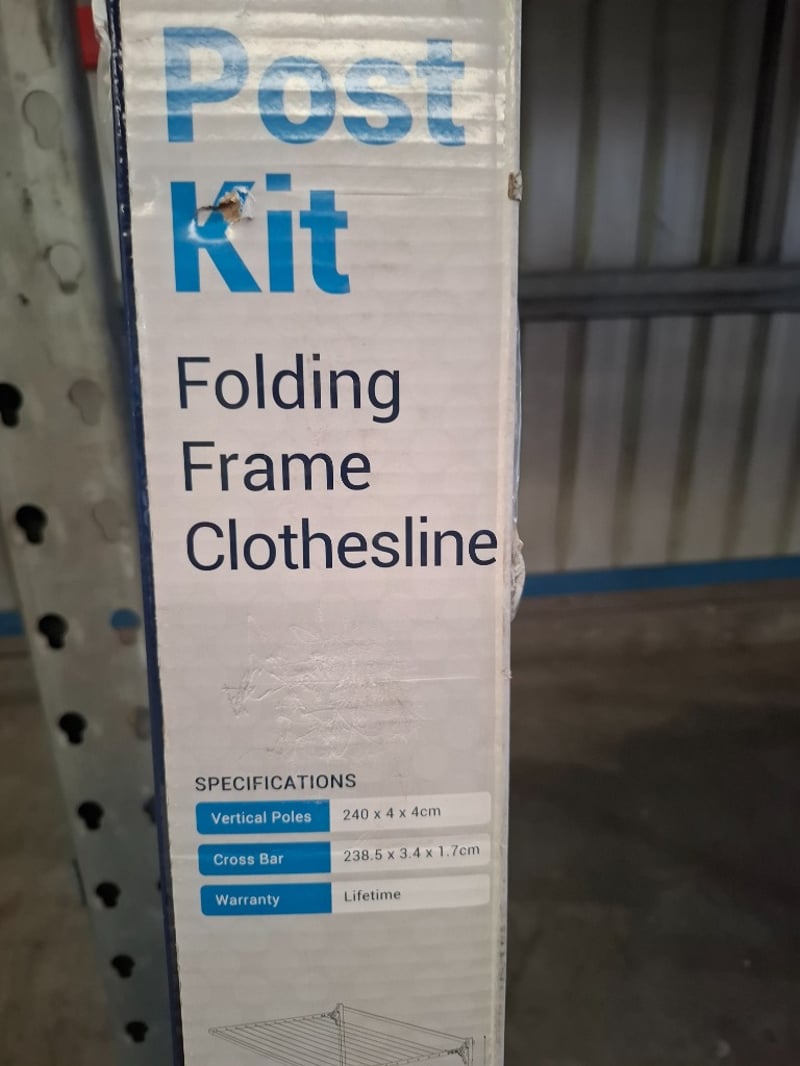 Post
Kit
Folding
Frame
Clothesline
SPECIFICATIONS
Vertical Poles 240 x 4 x 4cm
Cross Bar 238.5 x 3.4 x 1.7cm
Warranty Lifetime